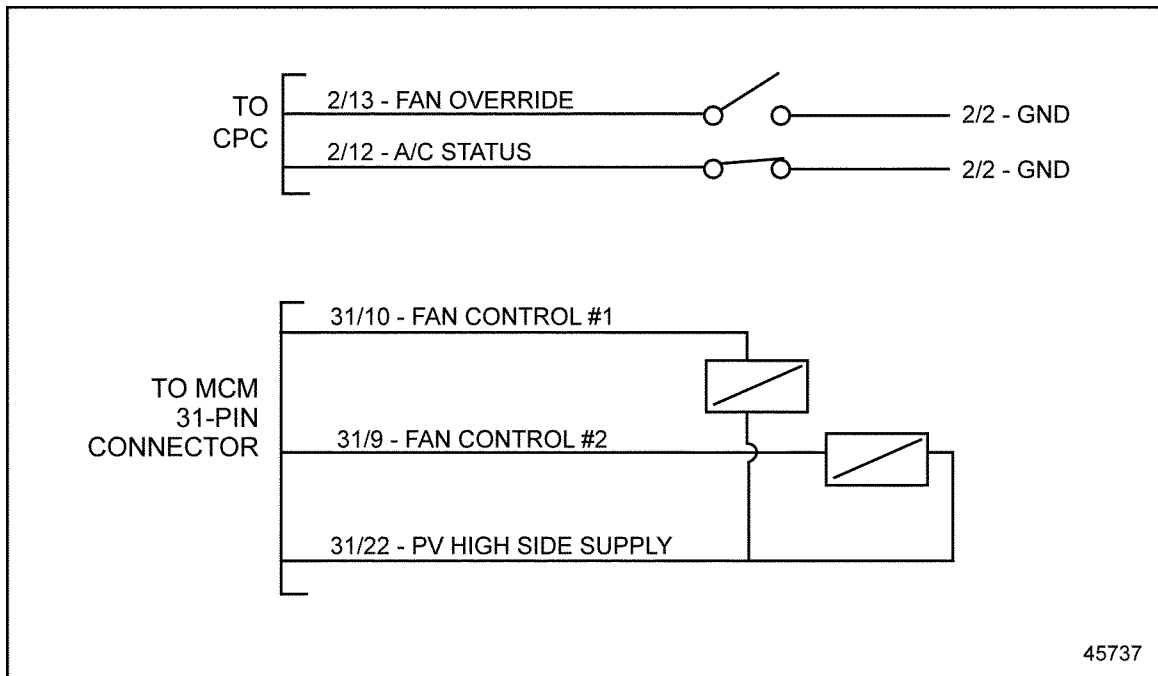 TO
CPC
2/13 - FAN OVERRIDE
2/2 - GND
2/12 - A/C STATUS
2/2 - GND
TO MCM
31-PIN
CONNECTOR
31/10 - FAN CONTROL #1
31/9 - FAN CONTROL #2
31/22 - PV HIGH SIDE SUPPLY
45737